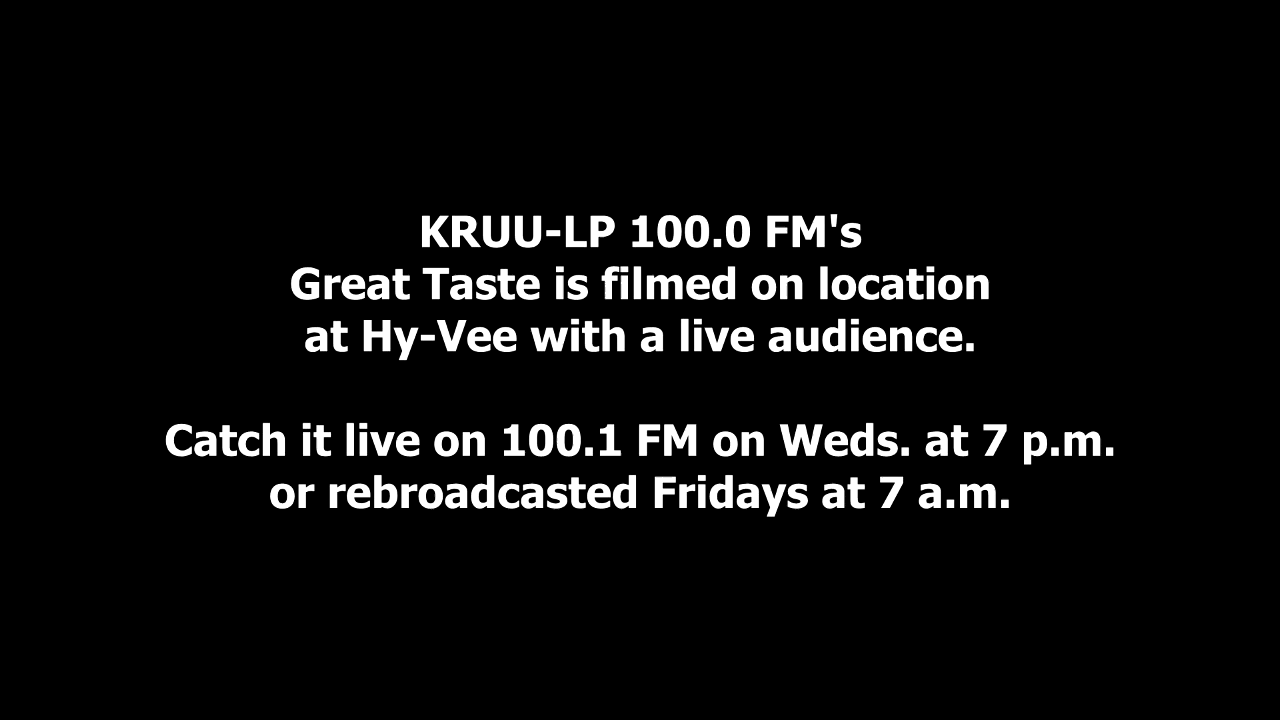 KRUU-LP 100.0 FM's
Great Taste is filmed on location
at Hy-Vee with a live audience.
Catch it live on 100.1 FM on Weds. at 7 p.m.
or rebroadcasted Fridays at 7 a.m.